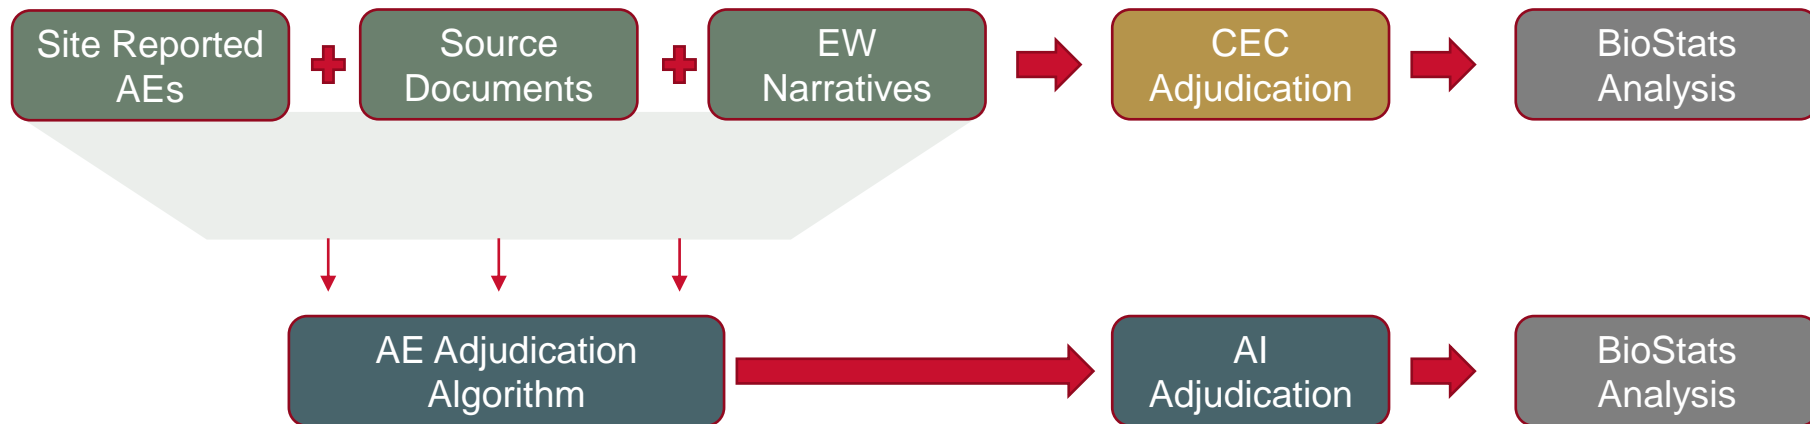 Site Reported
AEs
Source
Documents
EW
Narratives
CEC
Adjudication
BioStats
Analysis
AE Adjudication
Algorithm
AI
Adjudication
BioStats
Analysis